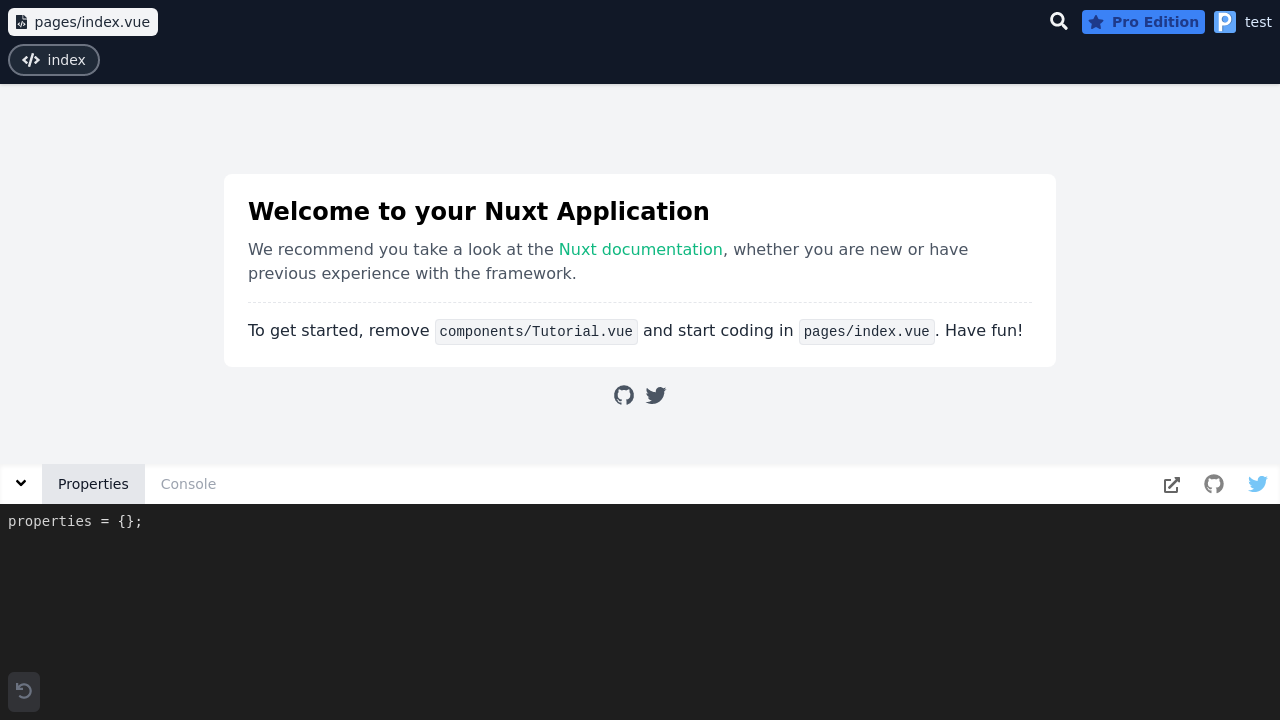 pages/index.vue
Pro Edition
P
test
index
Welcome to your Nuxt Application
We recommend you take a look at the Nuxt documentation, whether you are new or have
previous experience with the framework.
To get started, remove components/Tutorial.vue and start coding in pages/index.vue. Have fun!
Properties
Console
properties = {};